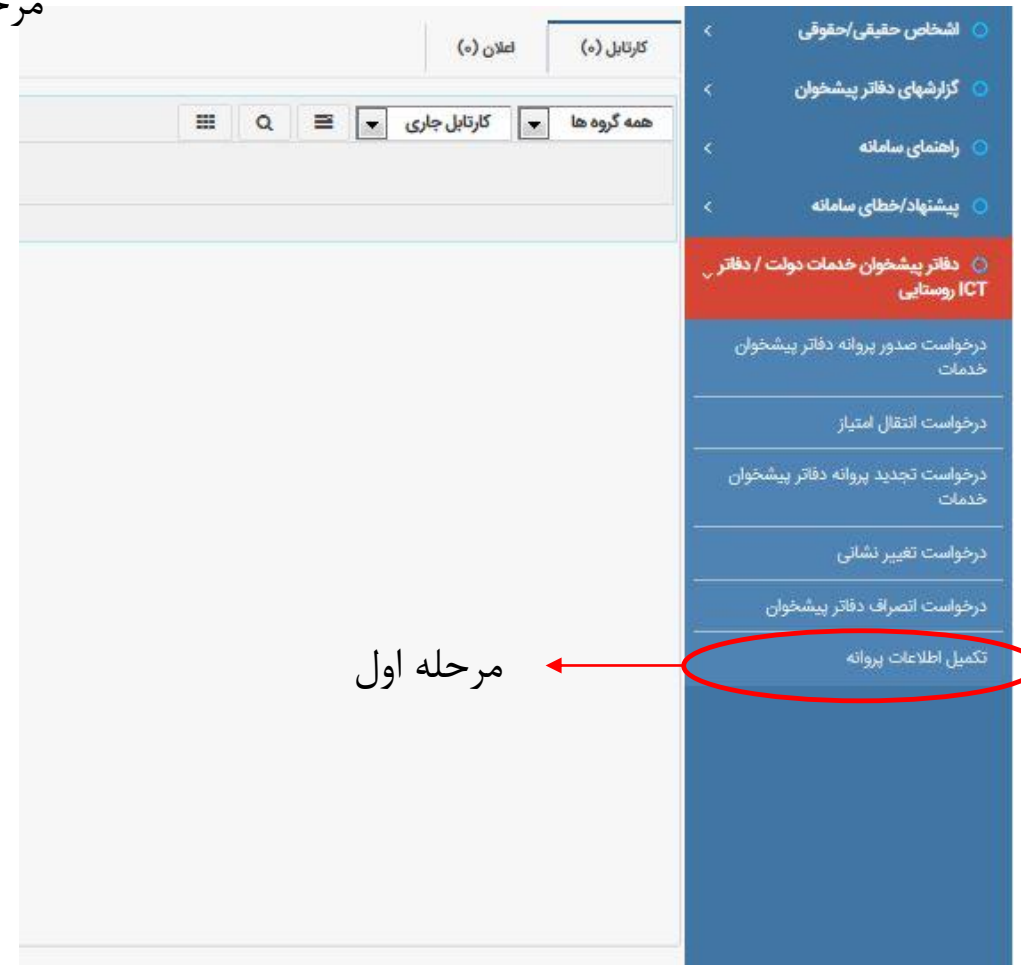 اشخاص حقیقی/حقوقی
گزارشهای دفاتر پیشخوان
راهنمای سامانه
پیشنهاد/خطای سامانه
دفاتر پیشخوان خدمات دولت / دفاتر
ICT روستایی
درخواست صدور پروانه دفاتر پیشخوان
خدمات
درخواست انتقال امتیاز
درخواست تجدید پروانه دفاتر پیشخوان
خدمات
درخواست تغییر نشانی
درخواست انصراف دفاتر پیشخوان
تکمیل اطلاعات پروانه
کارتابل (۰) اعلان (۰)
همه گروه ها کارتابل جاری
مرحله اول